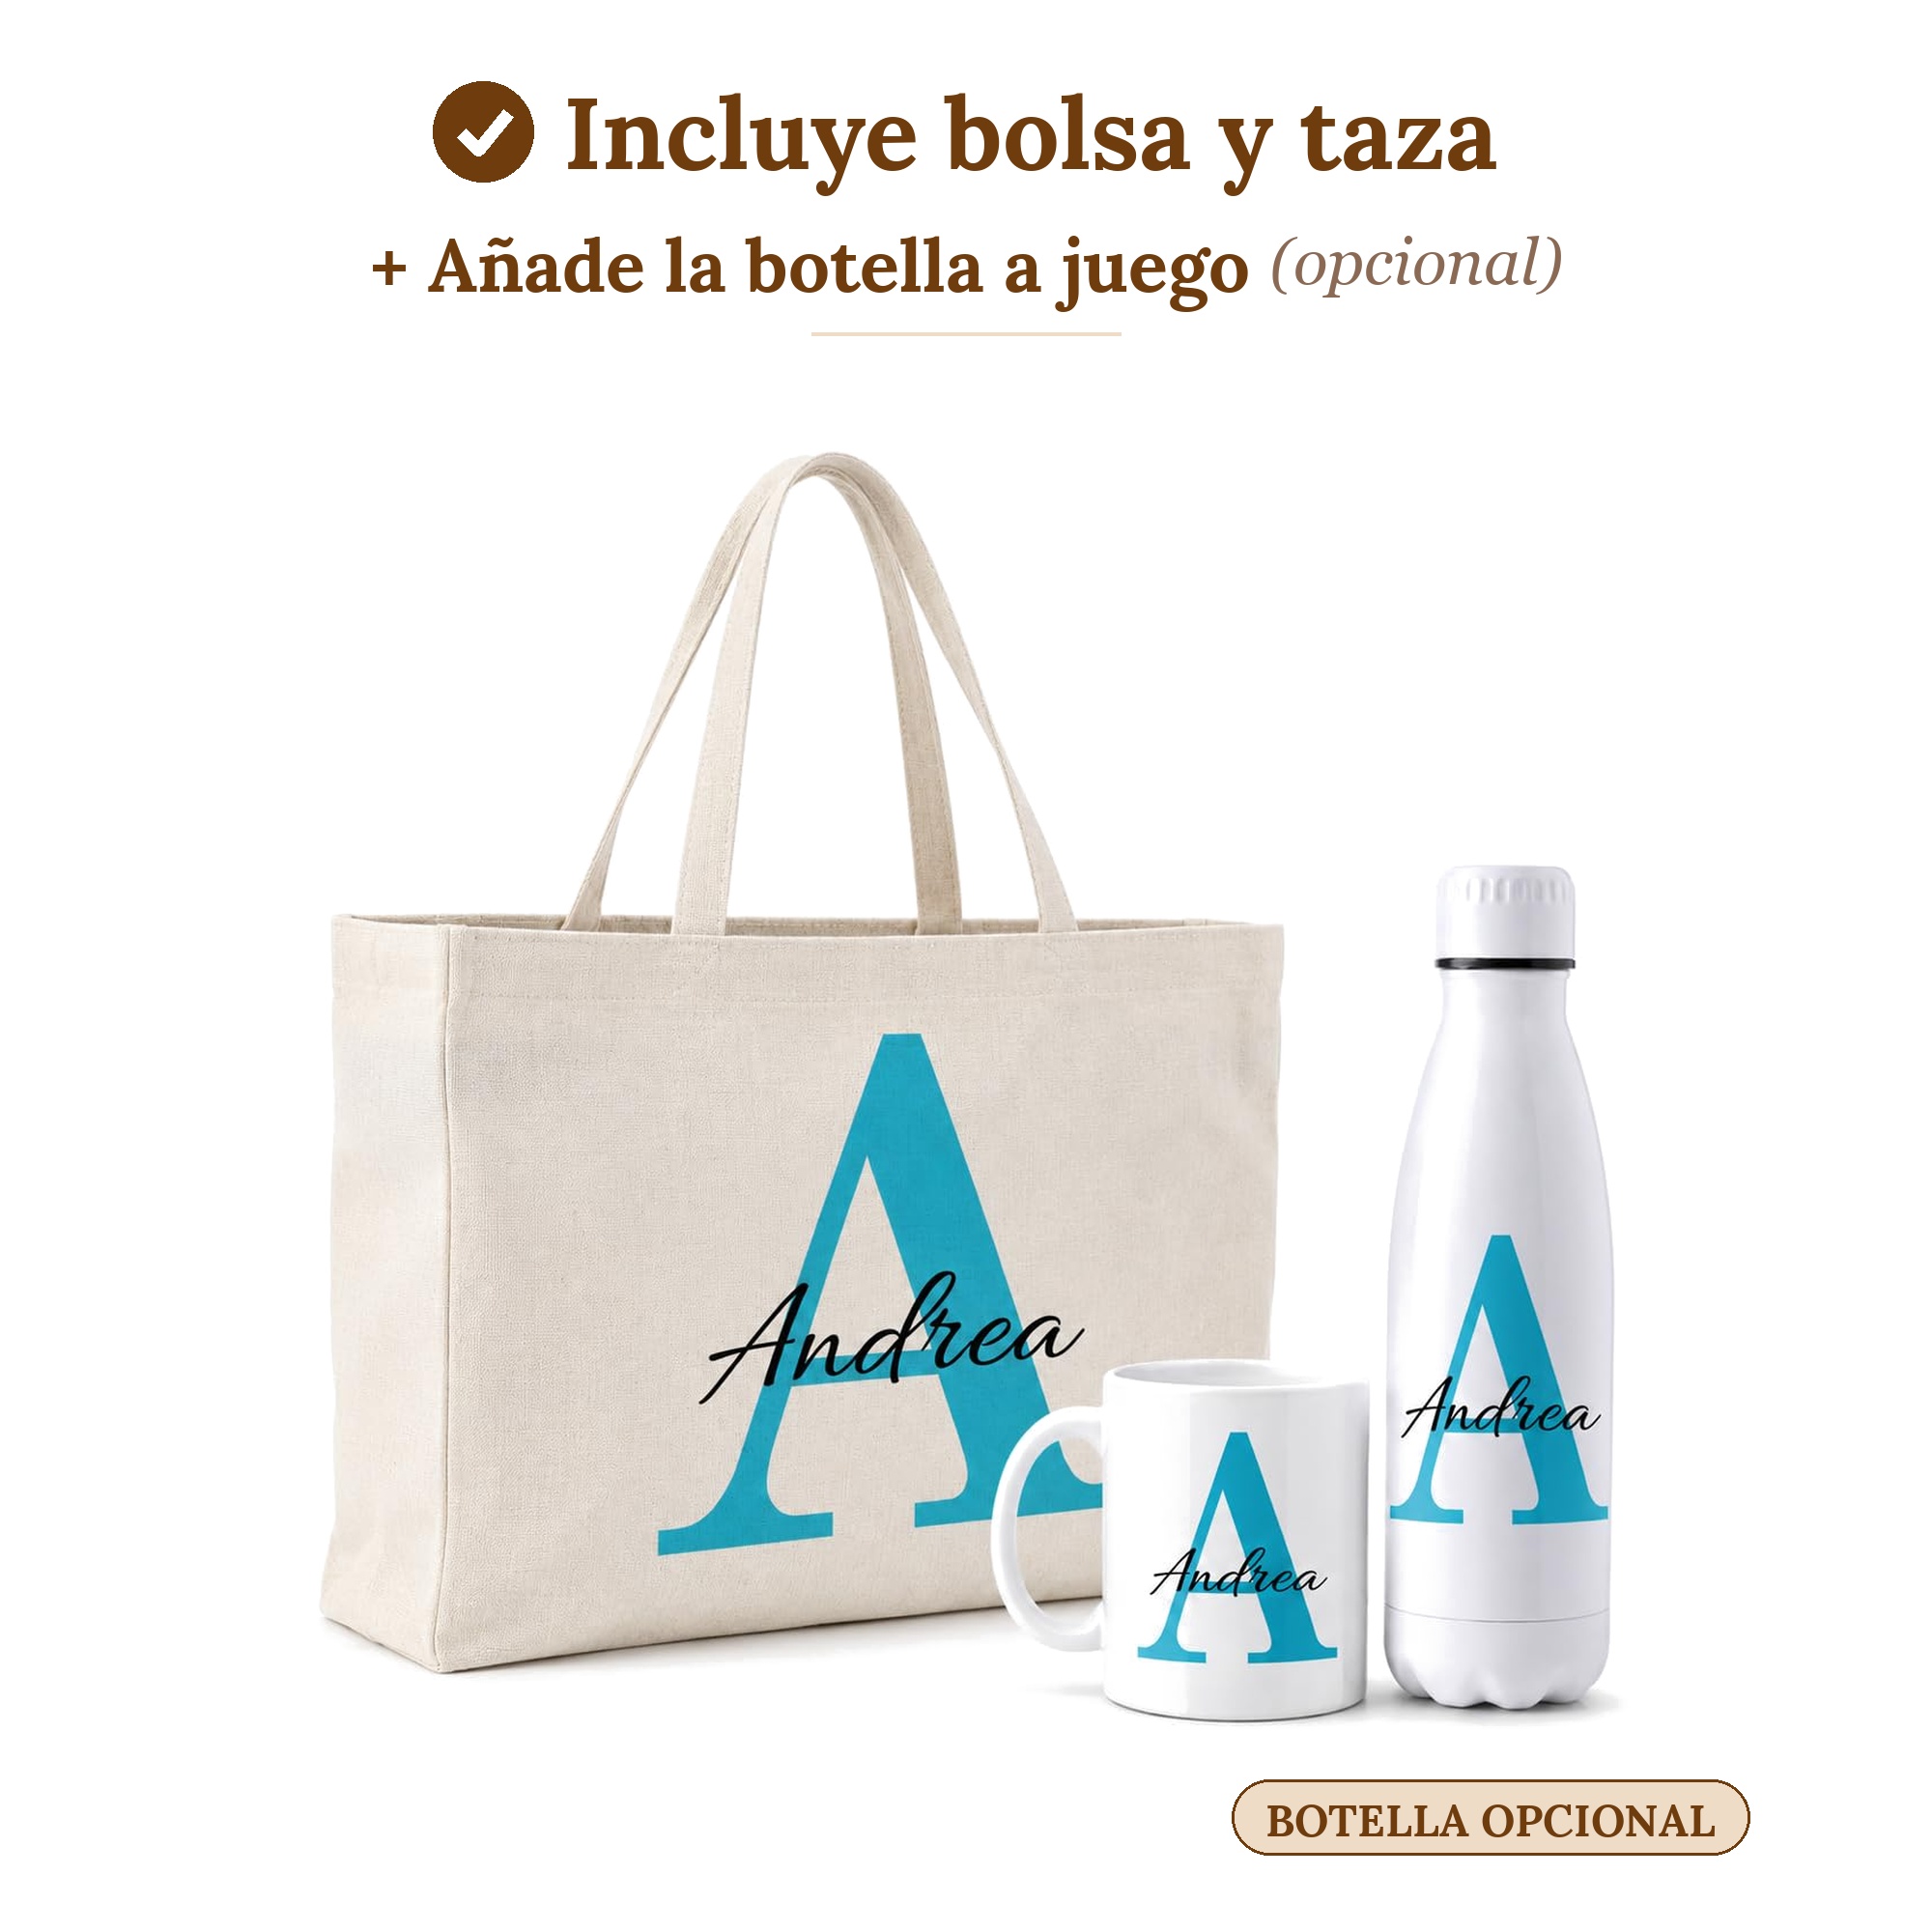 Incluye bolsa y taza
+ Añade la botella a juego (opcional)
A
Andrea
A
Andrea
A
Andrea
BOTELLA OPCIONAL